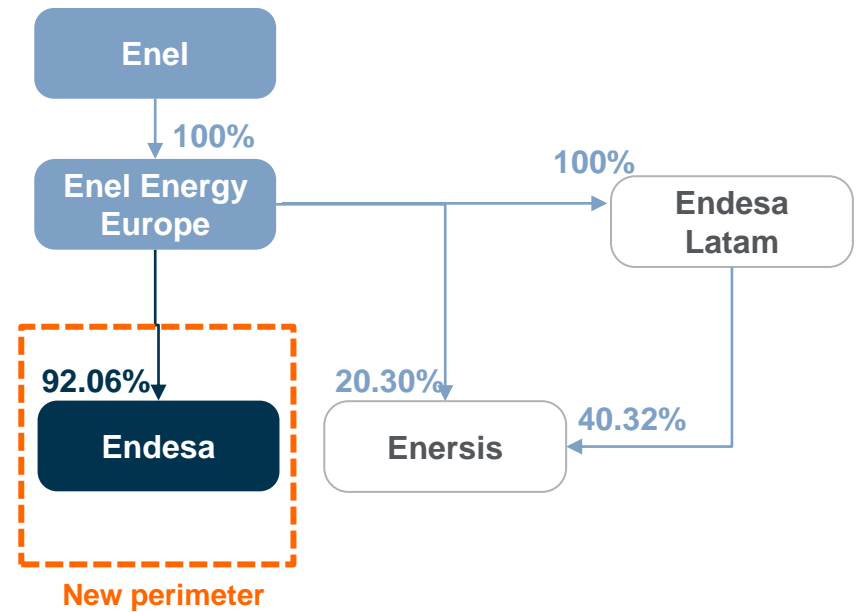 Enel
100%
Enel Energy
Europe
100%
Endesa
Latam
92.06%
20.30%
40.32%
Endesa
Enersis
New perimeter